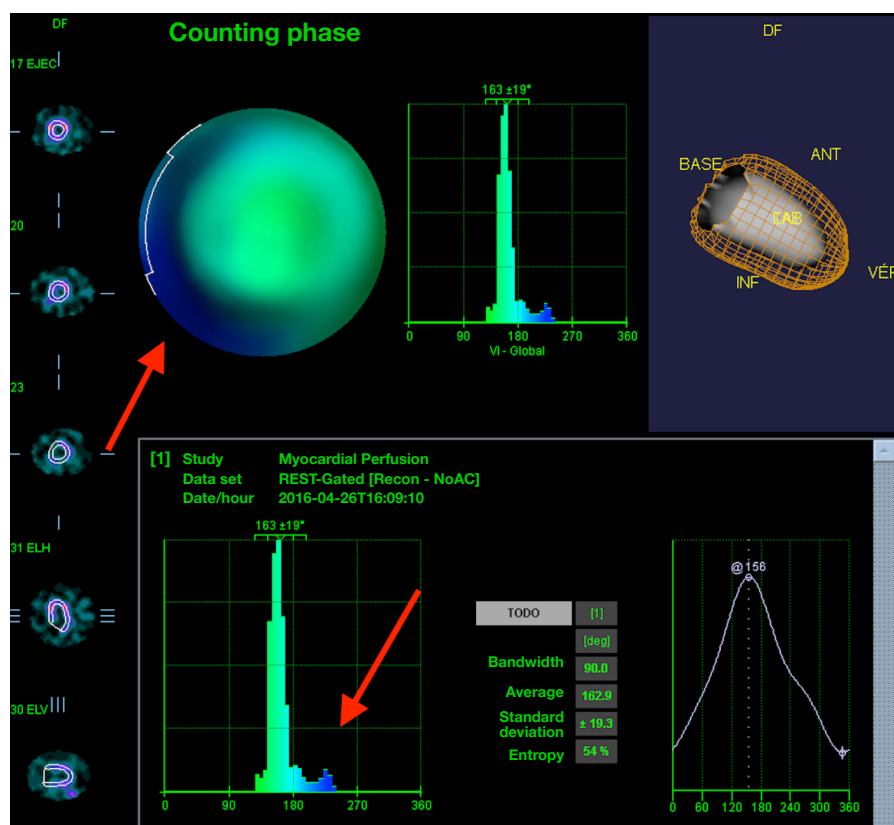 DF
Counting phase
DF
17 EJEC
163 ±19°
ANT
BASE
20
LAB
VÉR
INF
0 90 180 270 360
VI - Global
23
[1] Study Myocardial Perfusion
Data set REST-Gated [Recon - NoAC]
Date/hour 2016-04-26T16:09:10
163 ±19°
31 ELH
@156
TODO [1]
[deg]
Bandwidth 90.0
Average 162.9
Standard deviation ± 19.3
Entropy 54 %
30 ELV
0 90 180 270 360
0 60 120 180 240 300 360